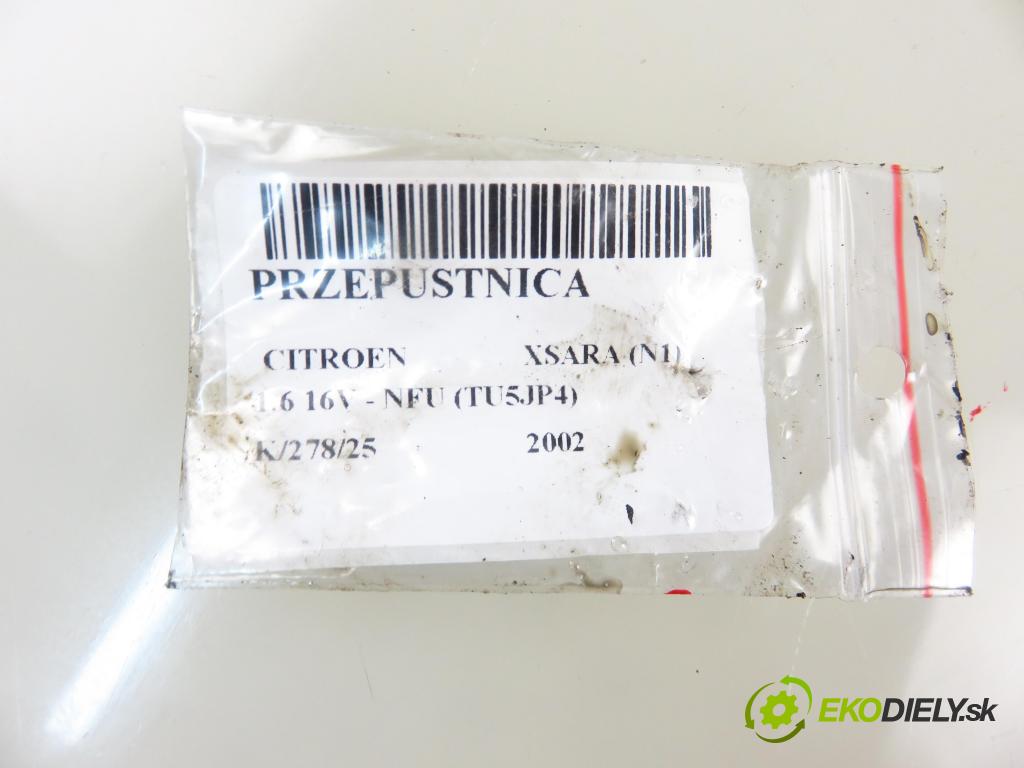 PRZEPUSTNICA
CITROEN XSARA (N1)
1.6 16V - NFU (TU5JP4)
K/278/25 2002
EKODIELY.sk